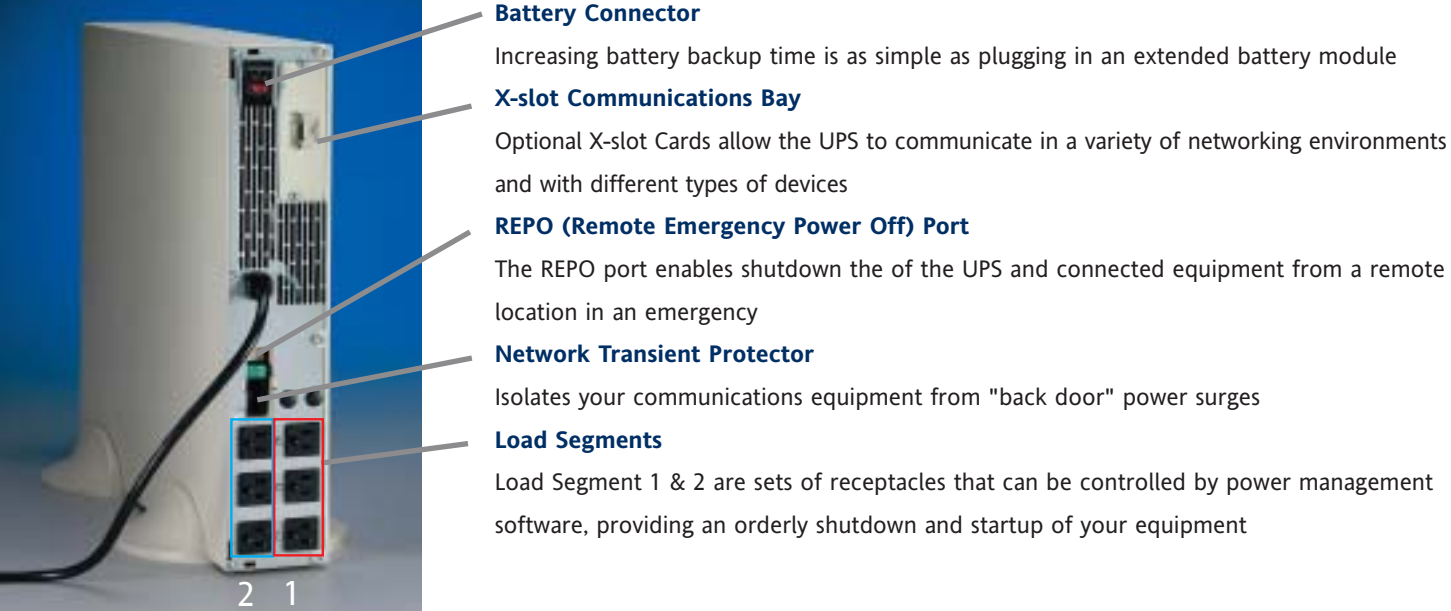 Battery Connector
Increasing battery backup time is as simple as plugging in an extended battery module
X-slot Communications Bay
Optional X-slot Cards allow the UPS to communicate in a variety of networking environments
and with different types of devices
REPO (Remote Emergency Power Off) Port
The REPO port enables shutdown the of the UPS and connected equipment from a remote
location in an emergency
Network Transient Protector
Isolates your communications equipment from "back door" power surges
Load Segments
Load Segment 1 & 2 are sets of receptacles that can be controlled by power management
software, providing an orderly shutdown and startup of your equipment
2 1